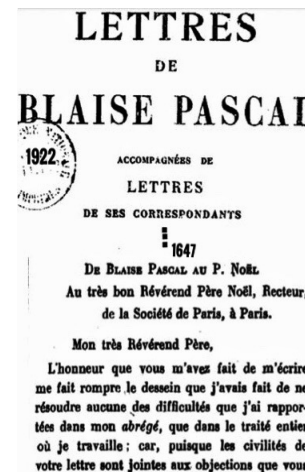 LETTRES
DE
BLAISE PASCAL
1922
ACCOMPAGNÉES DE
LETTRES
DE SES CORRESPONDANTS
1647
DE BLAISE PASCAL AU P. NOËL
Au très bon Révérend Père Noël, Recteur,
de la Société de Paris, à Paris.
Mon très Révérend Père,
L'honneur que vous m'avez fait de m'écrire
me fait rompre le dessein que j'avais fait de ne
résoudre aucune des difficultés que j'ai rappor-
tées dans mon abrégé, que dans le traité entier
où je travaille ; car, puisque les civilités de
votre lettre sont jointes aux objections que vous